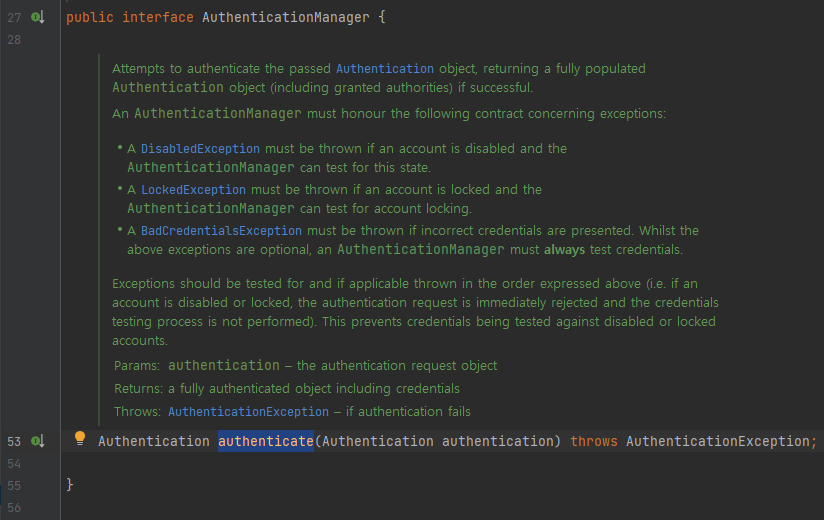 27 public interface AuthenticationManager {
28
Attempts to authenticate the passed Authentication object, returning a fully populated
Authentication object (including granted authorities) if successful.
An AuthenticationManager must honour the following contract concerning exceptions:
• A DisabledException must be thrown if an account is disabled and the
AuthenticationManager can test for this state.
• A LockedException must be thrown if an account is locked and the
AuthenticationManager can test for account locking.
• A BadCredentialsException must be thrown if incorrect credentials are presented. Whilst the
above exceptions are optional, an AuthenticationManager must always test credentials.
Exceptions should be tested for and if applicable thrown in the order expressed above (i.e. if an
account is disabled or locked, the authentication request is immediately rejected and the credentials
testing process is not performed). This prevents credentials being tested against disabled or locked
accounts.
Params: authentication – the authentication request object
Returns: a fully authenticated object including credentials
Throws: AuthenticationException – if authentication fails
53 Authentication authenticate(Authentication authentication) throws AuthenticationException;
54
55 }
56